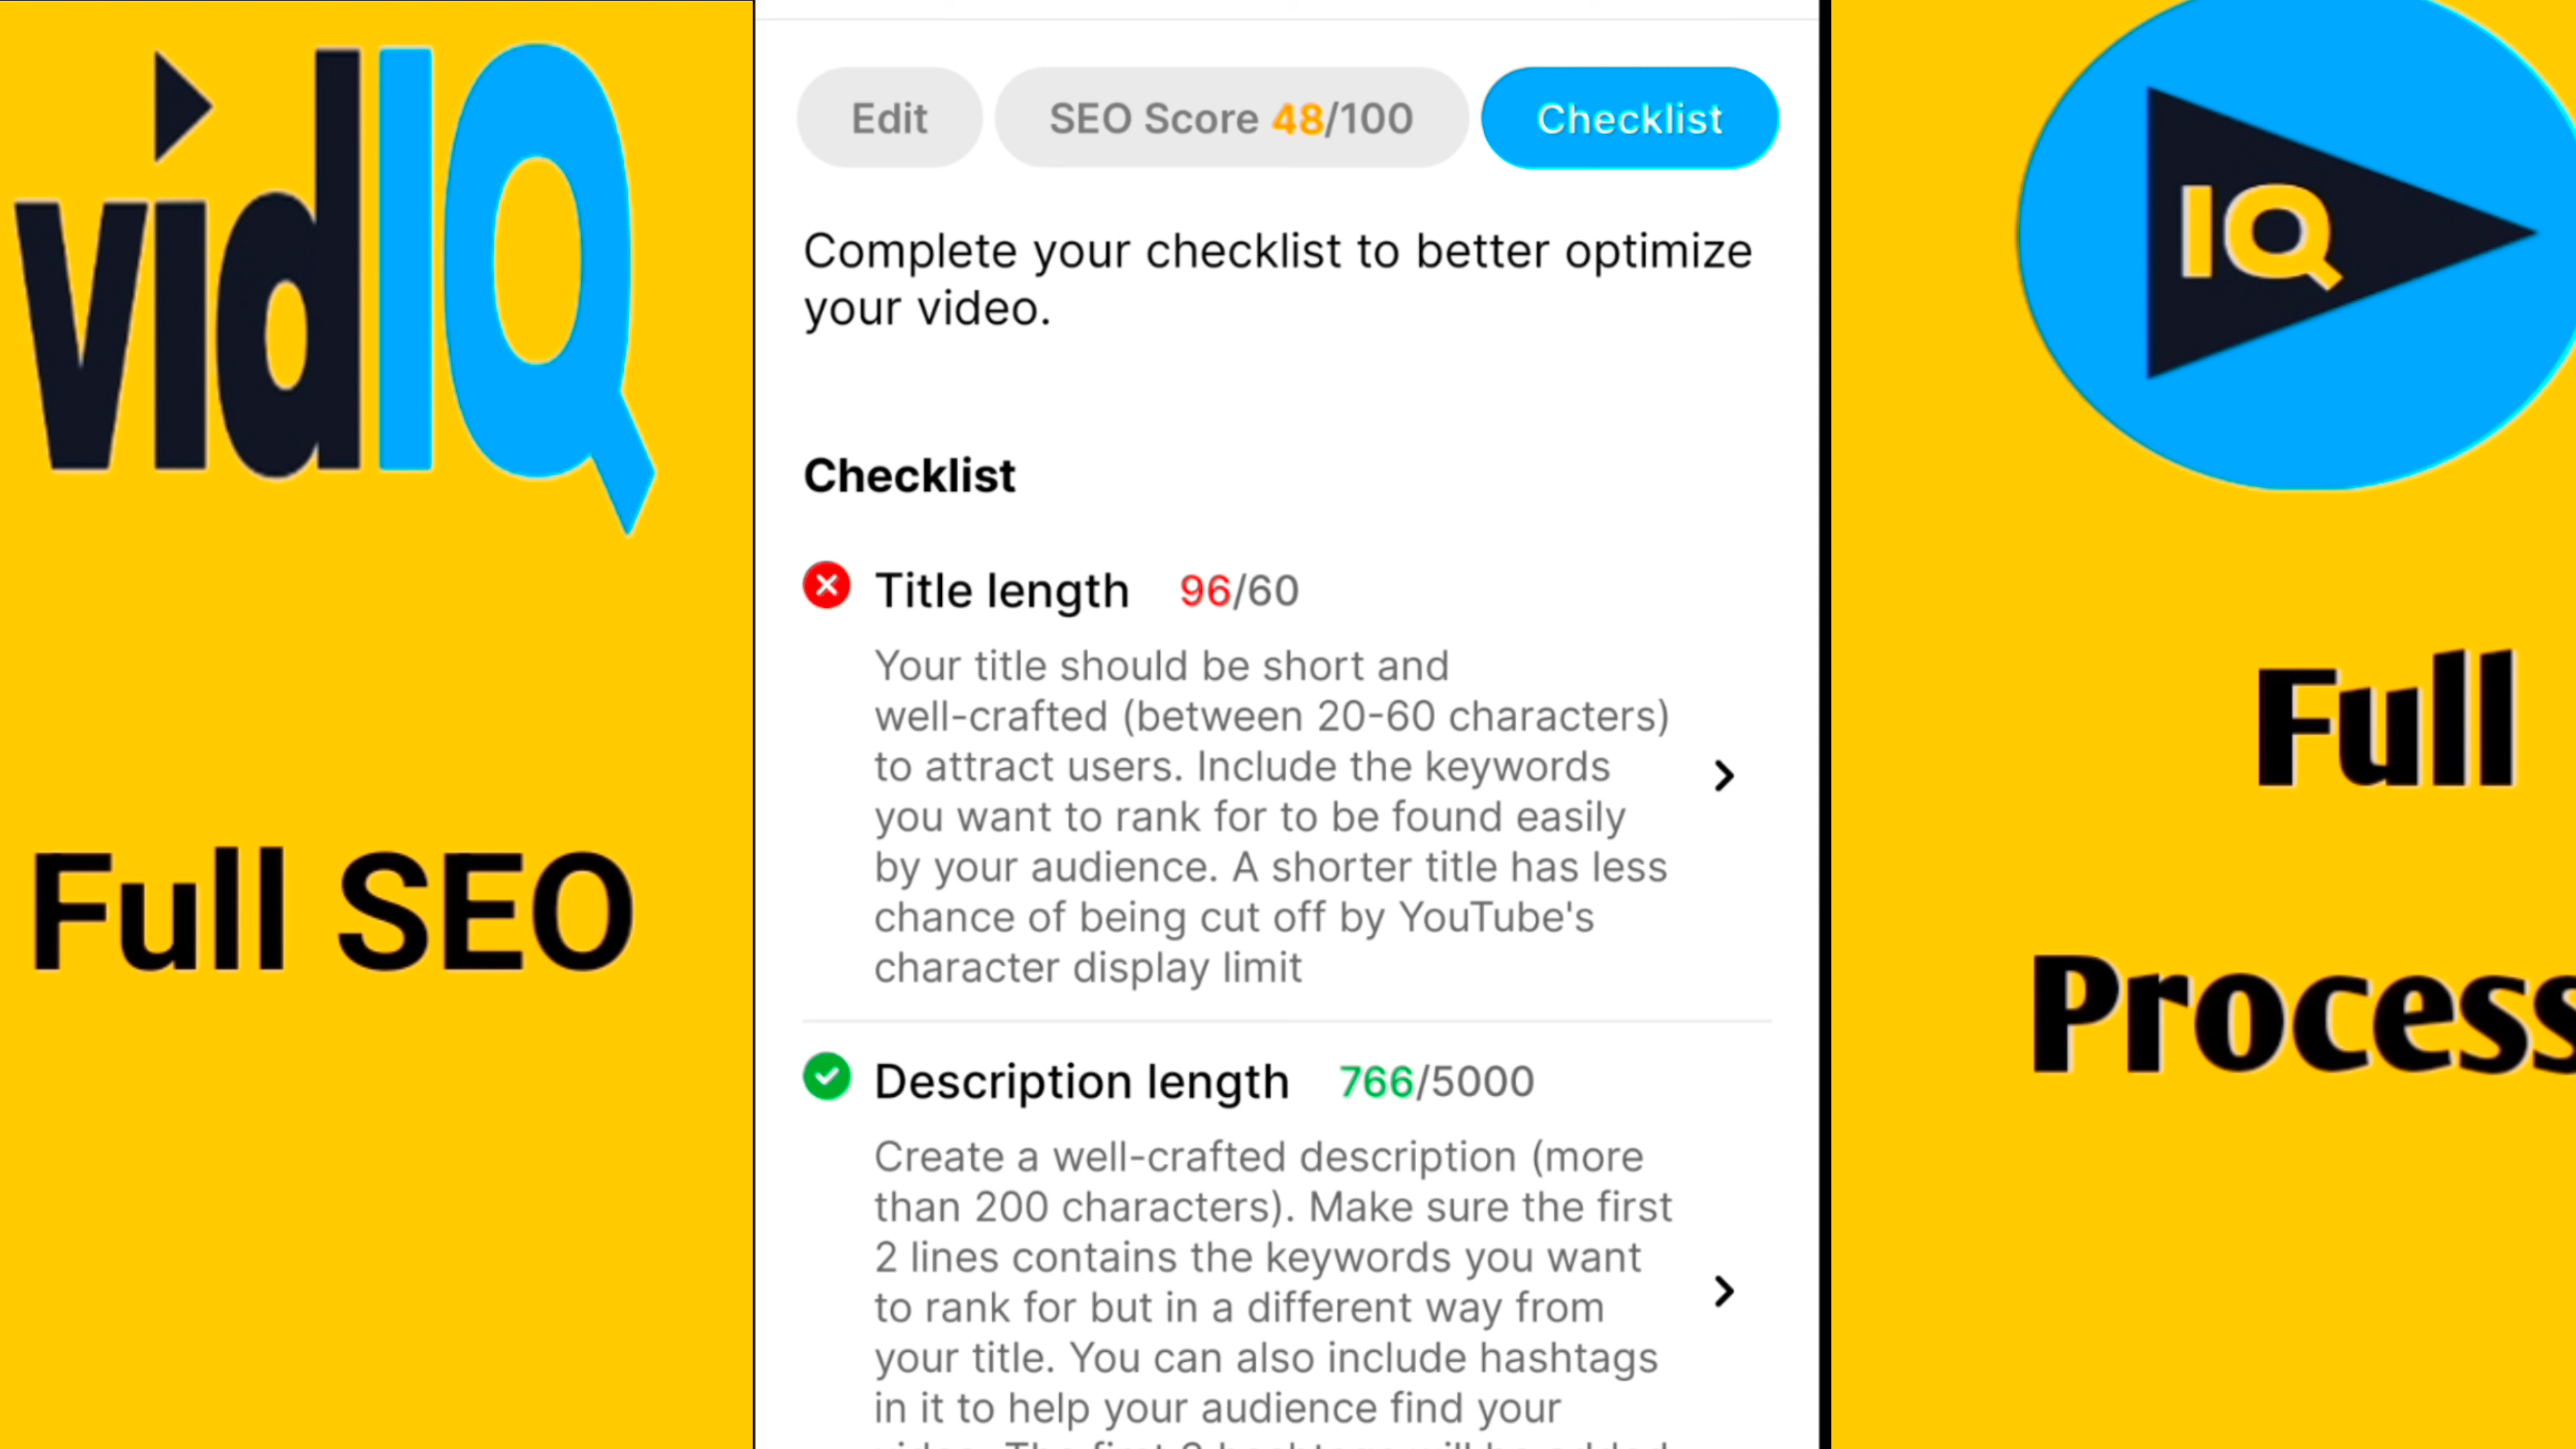 vidIQ
Full SEO
Edit
SEO Score 48/100
Checklist
Complete your checklist to better optimize
your video.
Checklist
Title length 96/60
Your title should be short and
well-crafted (between 20-60 characters)
to attract users. Include the keywords
you want to rank for to be found easily
by your audience. A shorter title has less
chance of being cut off by YouTube's
character display limit
Description length 766/5000
Create a well-crafted description (more
than 200 characters). Make sure the first
2 lines contains the keywords you want
to rank for but in a different way from
your title. You can also include hashtags
in it to help your audience find your
IQ
Full
Process